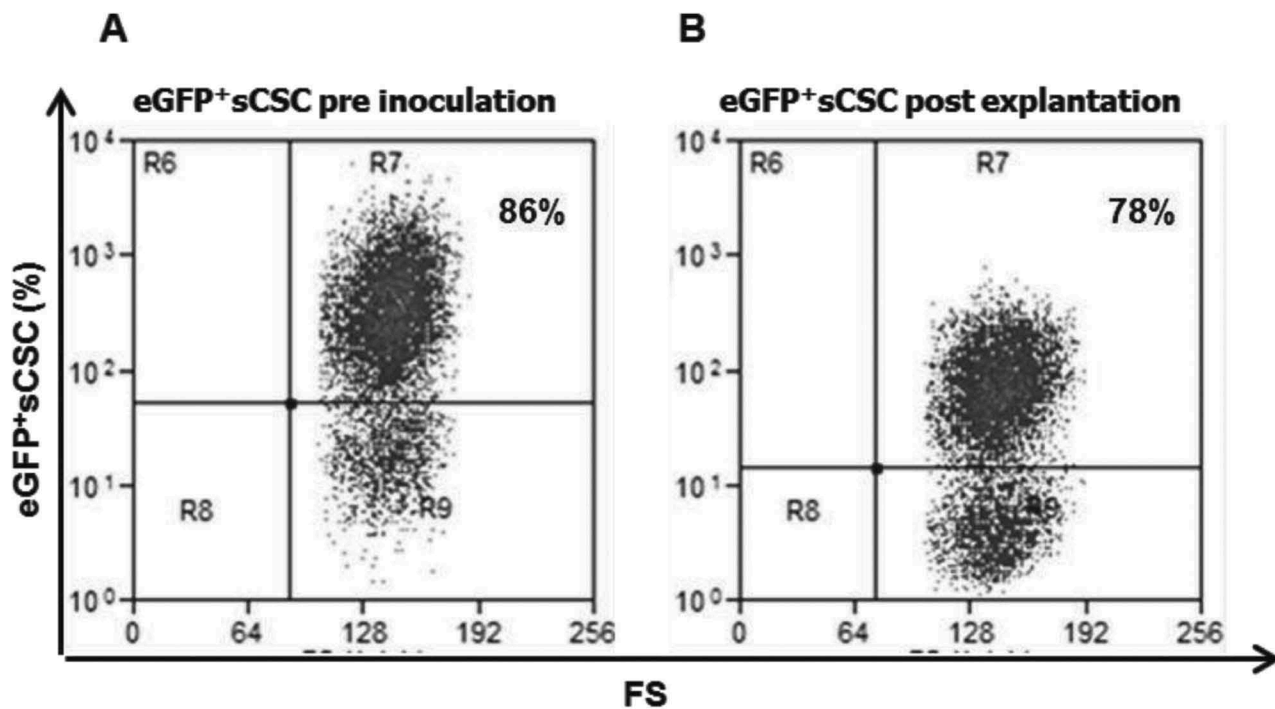 A
B
eGFP⁺sCSC pre inoculation
eGFP⁺sCSC post explantation
eGFP⁺sCSC (%)
10⁴
R6
R7
86%
10³
10²
10¹
R8
R9
10⁰
0 64 128 192 256
10⁴
R6
R7
78%
10³
10²
10¹
R8
R9
10⁰
0 64 128 192 256
FS